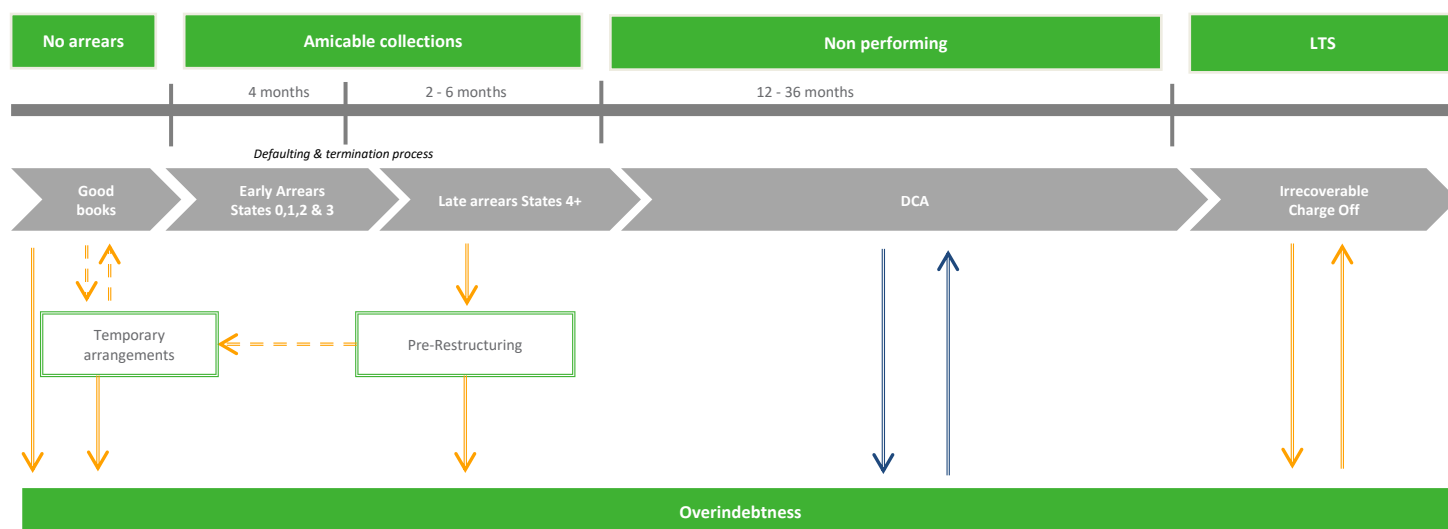 No arrears
Amicable collections
Non performing
LTS
4 months
2 - 6 months
12 - 36 months
Defaulting & termination process
Good
books
Early Arrears
States 0,1,2 & 3
Late arrears States 4+
DCA
Irrecoverable
Charge Off
Temporary
arrangements
Pre-Restructuring
Overindebtness